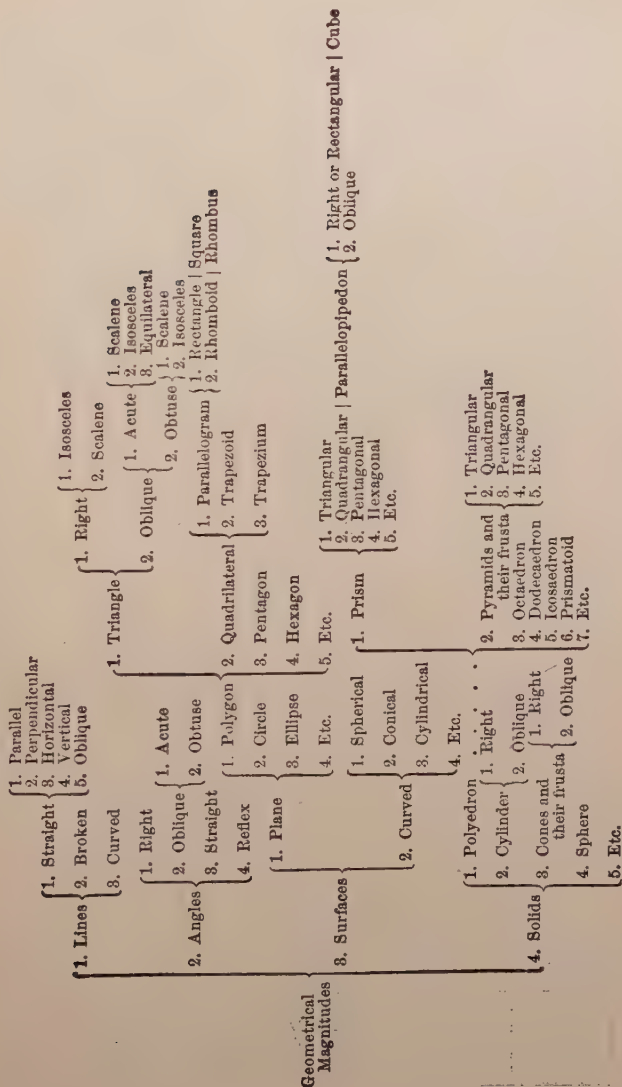 Geometrical
Magnitudes
1. Lines
1. Straight
1. Parallel
2. Perpendicular
3. Horizontal
4. Vertical
5. Oblique
2. Broken
3. Curved
2. Angles
1. Right
2. Oblique
1. Acute
2. Obtuse
3. Straight
4. Reflex
3. Surfaces
1. Plane
1. Polygon
1. Triangle
1. Right
1. Isosceles
2. Scalene
2. Oblique
1. Acute
1. Scalene
2. Isosceles
3. Equilateral
2. Obtuse
1. Scalene
2. Isosceles
2. Quadrilateral
1. Parallelogram
1. Rectangle | Square
2. Rhomboid | Rhombus
2. Trapezoid
3. Trapezium
3. Pentagon
4. Hexagon
5. Etc.
2. Circle
3. Ellipse
4. Etc.
2. Curved
1. Spherical
2. Conical
3. Cylindrical
4. Etc.
4. Solids
1. Polyedron . . . .
1. Prism
1. Triangular
2. Quadrangular | Parallelopipedon
1. Right or Rectangular | Cube
2. Oblique
3. Pentagonal
4. Hexagonal
5. Etc.
2. Pyramids and
their frusta
1. Triangular
2. Quadrangular
3. Pentagonal
4. Hexagonal
5. Etc.
3. Octaedron
4. Dodecaedron
5. Icosaedron
6. Prismatoid
7. Etc.
2. Cylinder
1. Right
2. Oblique
3. Cones and
their frusta
1. Right
2. Oblique
4. Sphere
5. Etc.